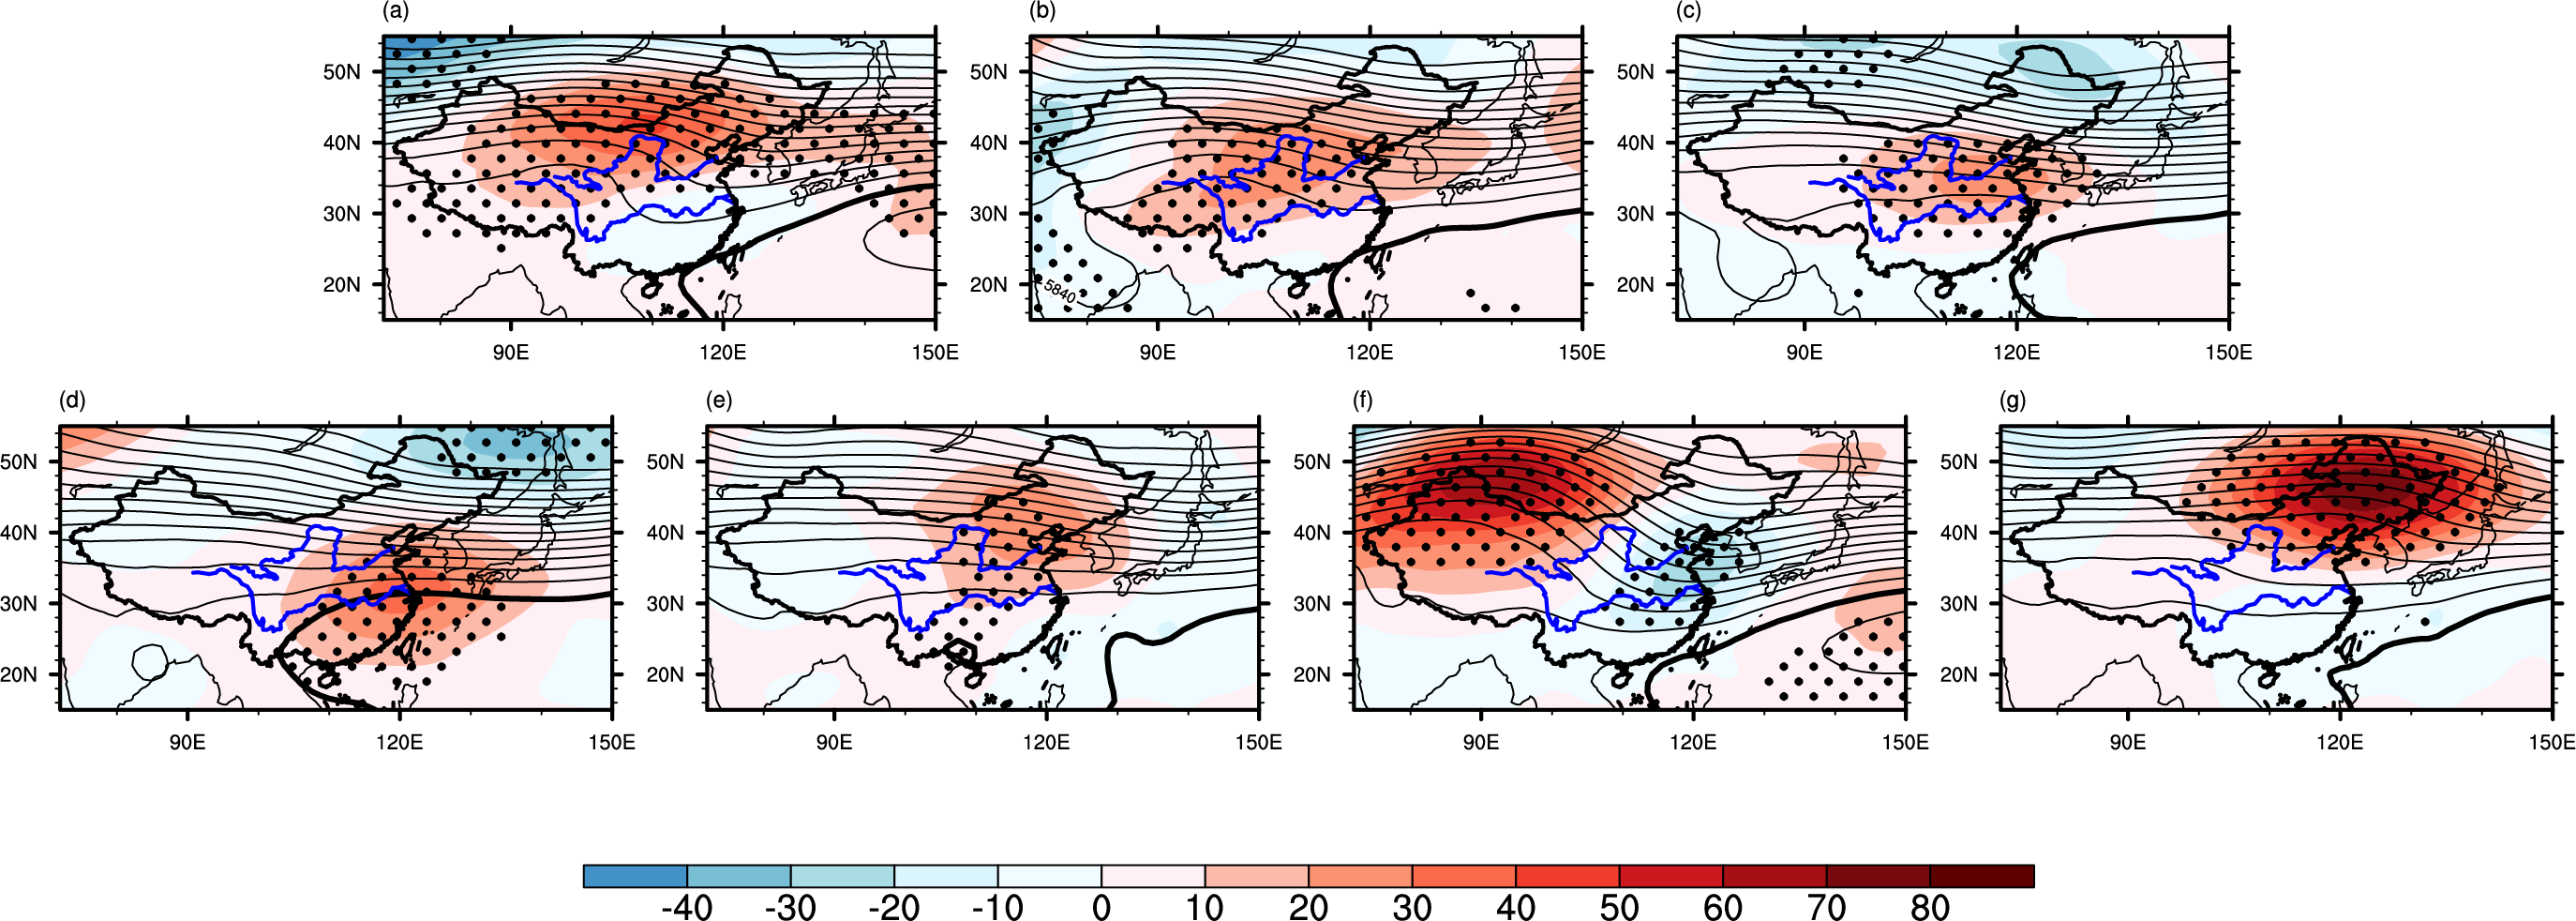 (a) (b) (c)
50N 50N 50N
40N 40N 40N
30N 30N 30N
20N 20N 20N
5840
90E 120E 150E 90E 120E 150E 90E 120E 150E
(d) (e) (f) (g)
50N 50N 50N 50N
40N 40N 40N 40N
30N 30N 30N 30N
20N 20N 20N 20N
90E 120E 150E 90E 120E 150E 90E 120E 150E 90E 120E 150E
-40 -30 -20 -10 0 10 20 30 40 50 60 70 80